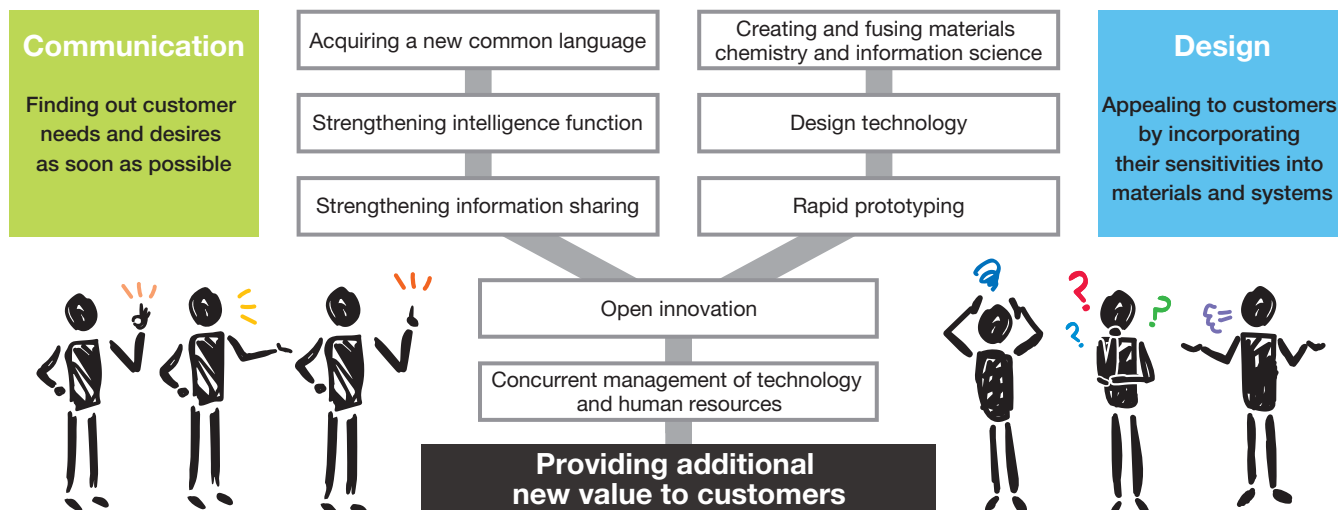 Communication
Finding out customer
needs and desires
as soon as possible
Acquiring a new common language
Strengthening intelligence function
Strengthening information sharing
Creating and fusing materials
chemistry and information science
Design technology
Rapid prototyping
Design
Appealing to customers
by incorporating
their sensitivities into
materials and systems
Open innovation
Concurrent management of technology
and human resources
Providing additional
new value to customers
?
?
?